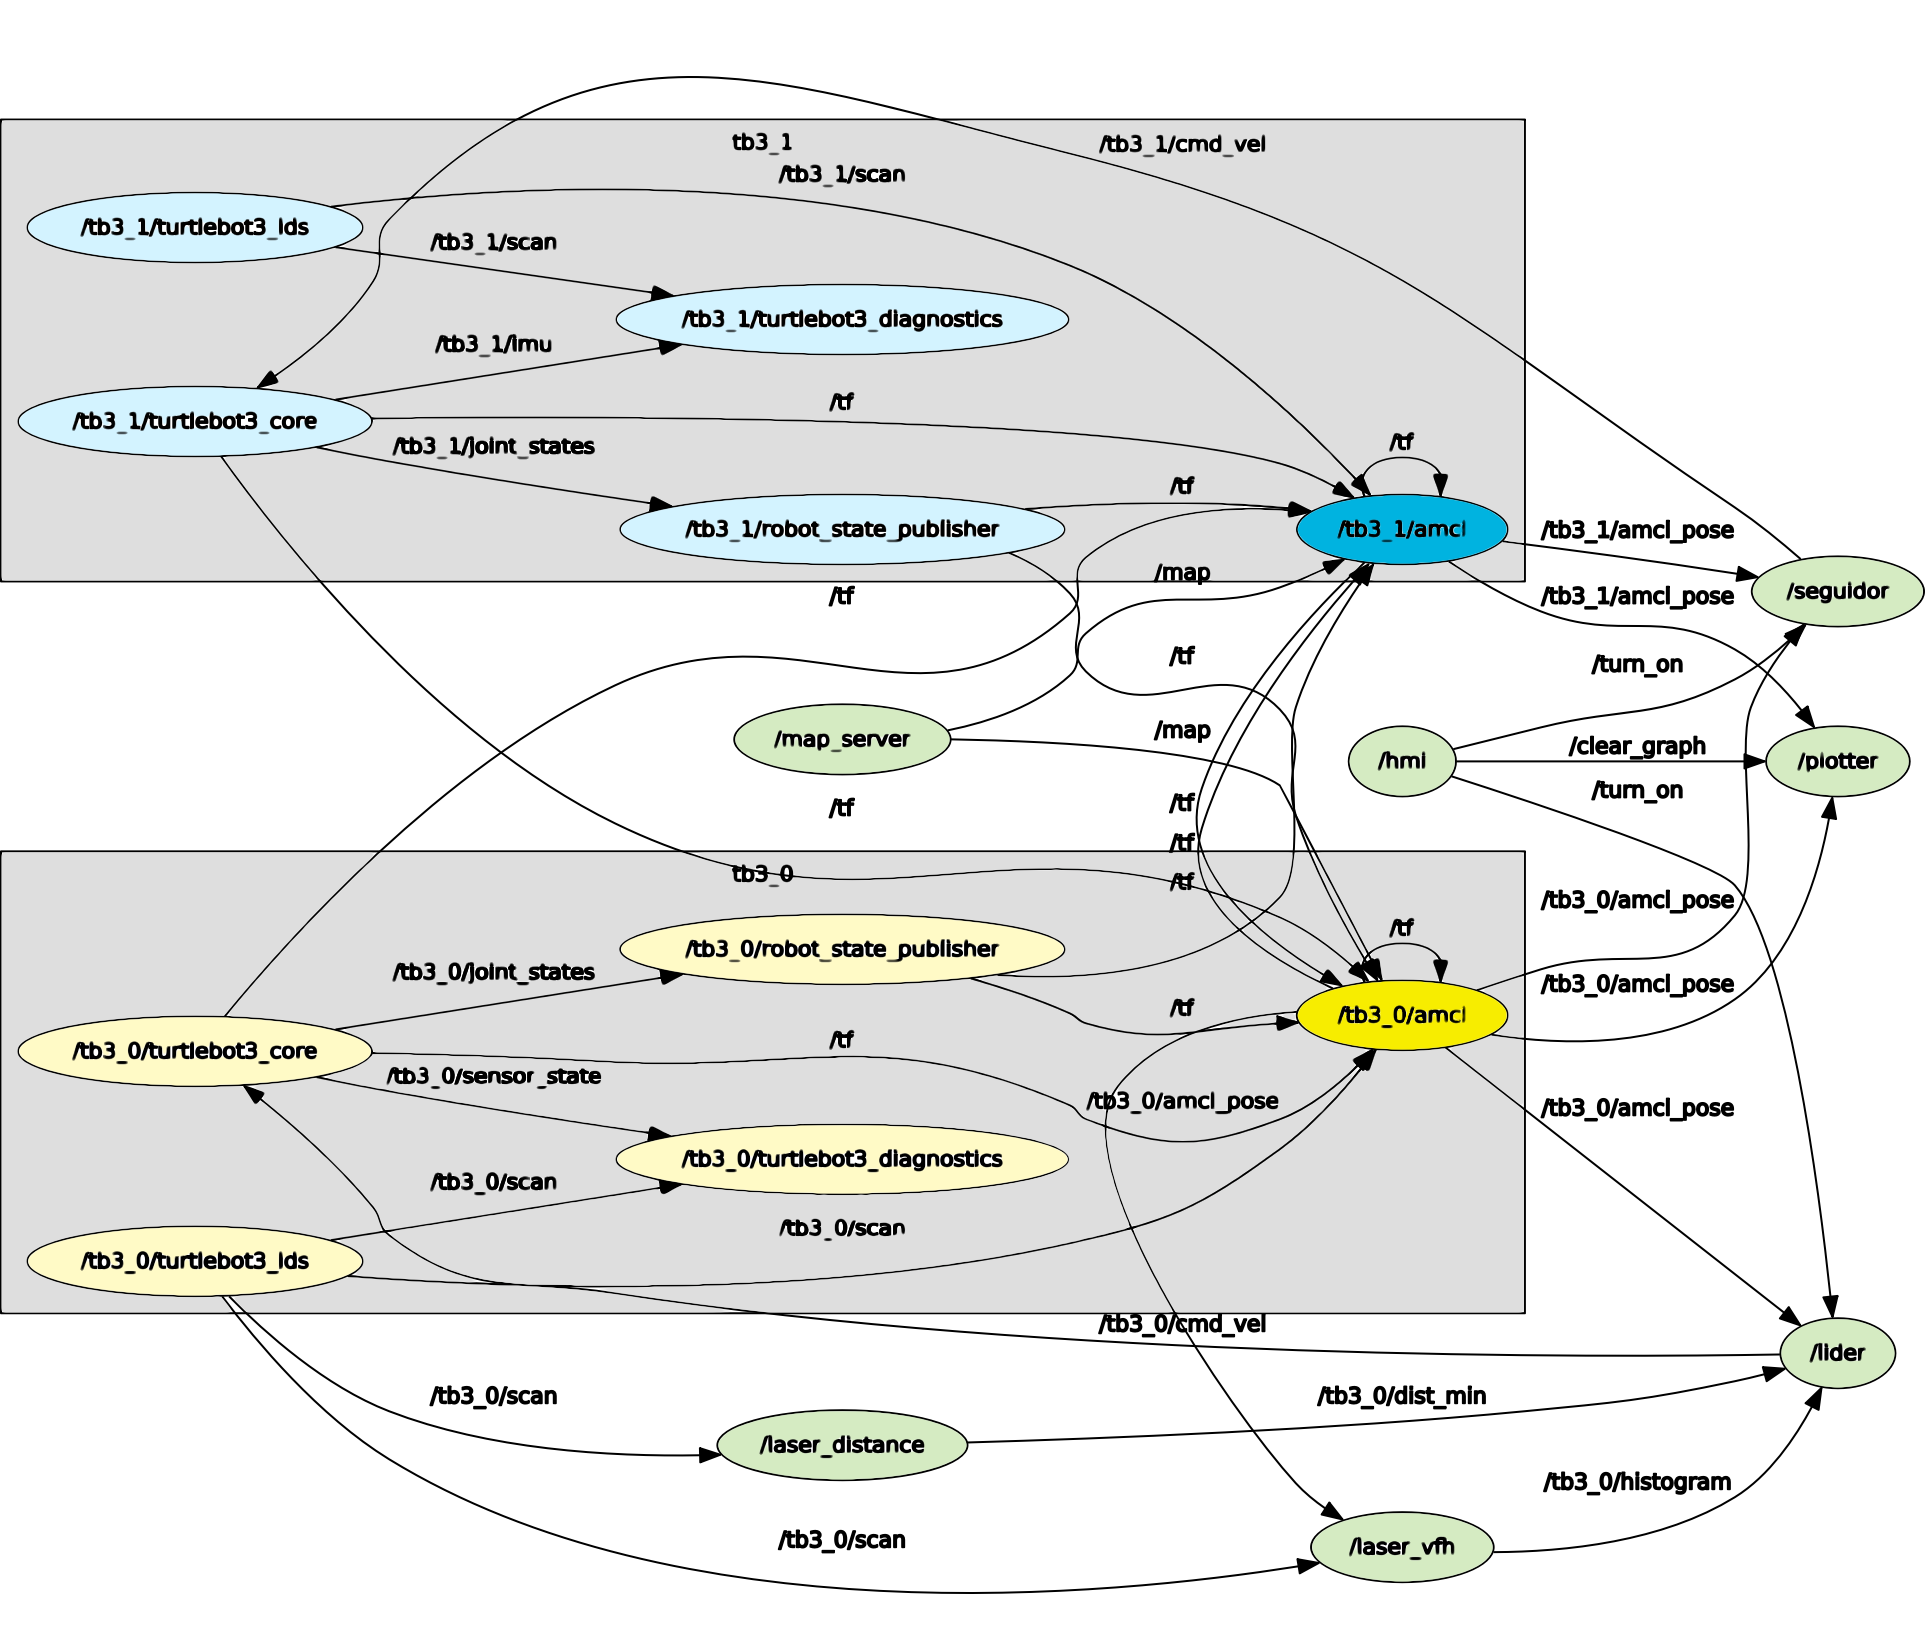 tb3_1
/tb3_1/cmd_vel
/tb3_1/scan
/tb3_1/turtlebot3_lds
/tb3_1/scan
/tb3_1/turtlebot3_diagnostics
/tb3_1/imu
/tf
/tb3_1/turtlebot3_core
/tb3_1/joint_states
/tf
/tf
/tb3_1/robot_state_publisher
/tb3_1/amcl
/tb3_1/amcl_pose
/map
/seguidor
/tf
/tb3_1/amcl_pose
/tf
/turn_on
/map
/map_server
/hmi
/clear_graph
/plotter
/turn_on
/tf
/tf
/tf
tb3_0
/tf
/tb3_0/amcl_pose
/tf
/tb3_0/robot_state_publisher
/tb3_0/joint_states
/tb3_0/amcl_pose
/tf
/tb3_0/amcl
/tf
/tb3_0/turtlebot3_core
/tb3_0/sensor_state
/tb3_0/amcl_pose
/tb3_0/amcl_pose
/tb3_0/turtlebot3_diagnostics
/tb3_0/scan
/tb3_0/scan
/tb3_0/turtlebot3_lds
/tb3_0/cmd_vel
/lider
/tb3_0/scan
/tb3_0/dist_min
/laser_distance
/tb3_0/histogram
/tb3_0/scan
/laser_vfh